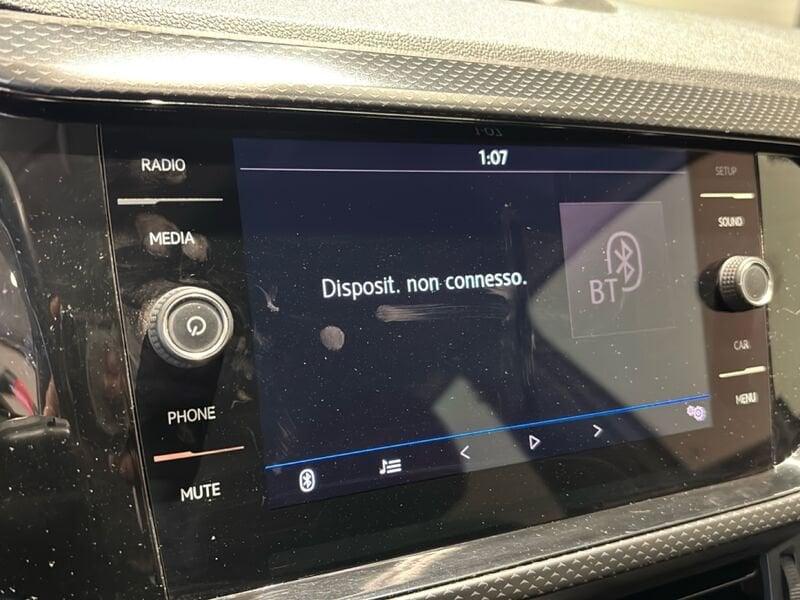 1:07
RADIO
MEDIA
PHONE
MUTE
Disposit. non connesso.
BT
SETUP
SOUND
CAR
MENU